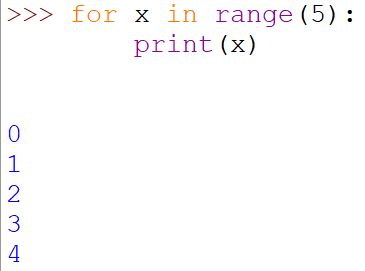 >>> for x in range(5):
        print(x)
0
1
2
3
4